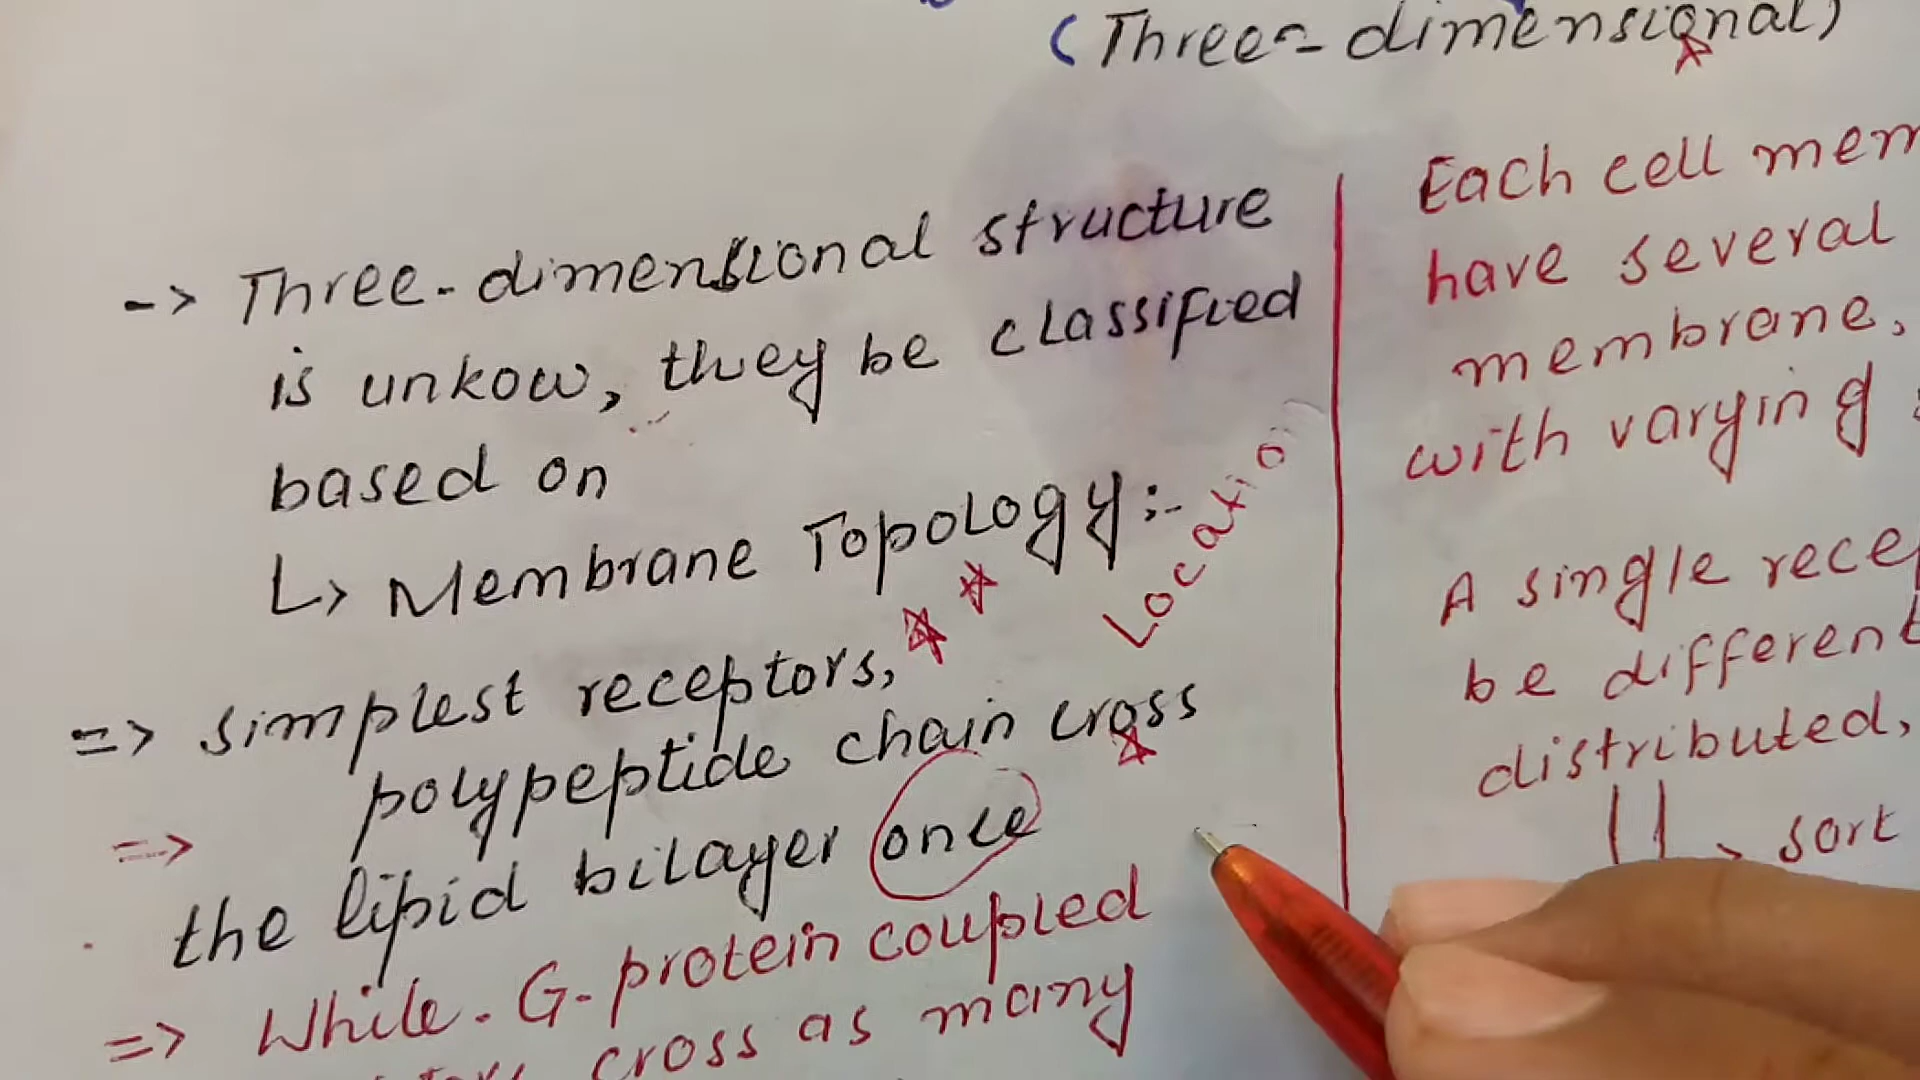 (Three-dimensional)
-> Three-dimensional structure
is unkow, they be classified
based on
↳ Membrane Topology:-
Location
=> simplest receptors,
=> polypeptide chain cross
the lipid bilayer once
=> While. G-protein coupled
cross as many
Each cell mem
have several
membrane,
with varying
A single recep
be different
distributed,
sort